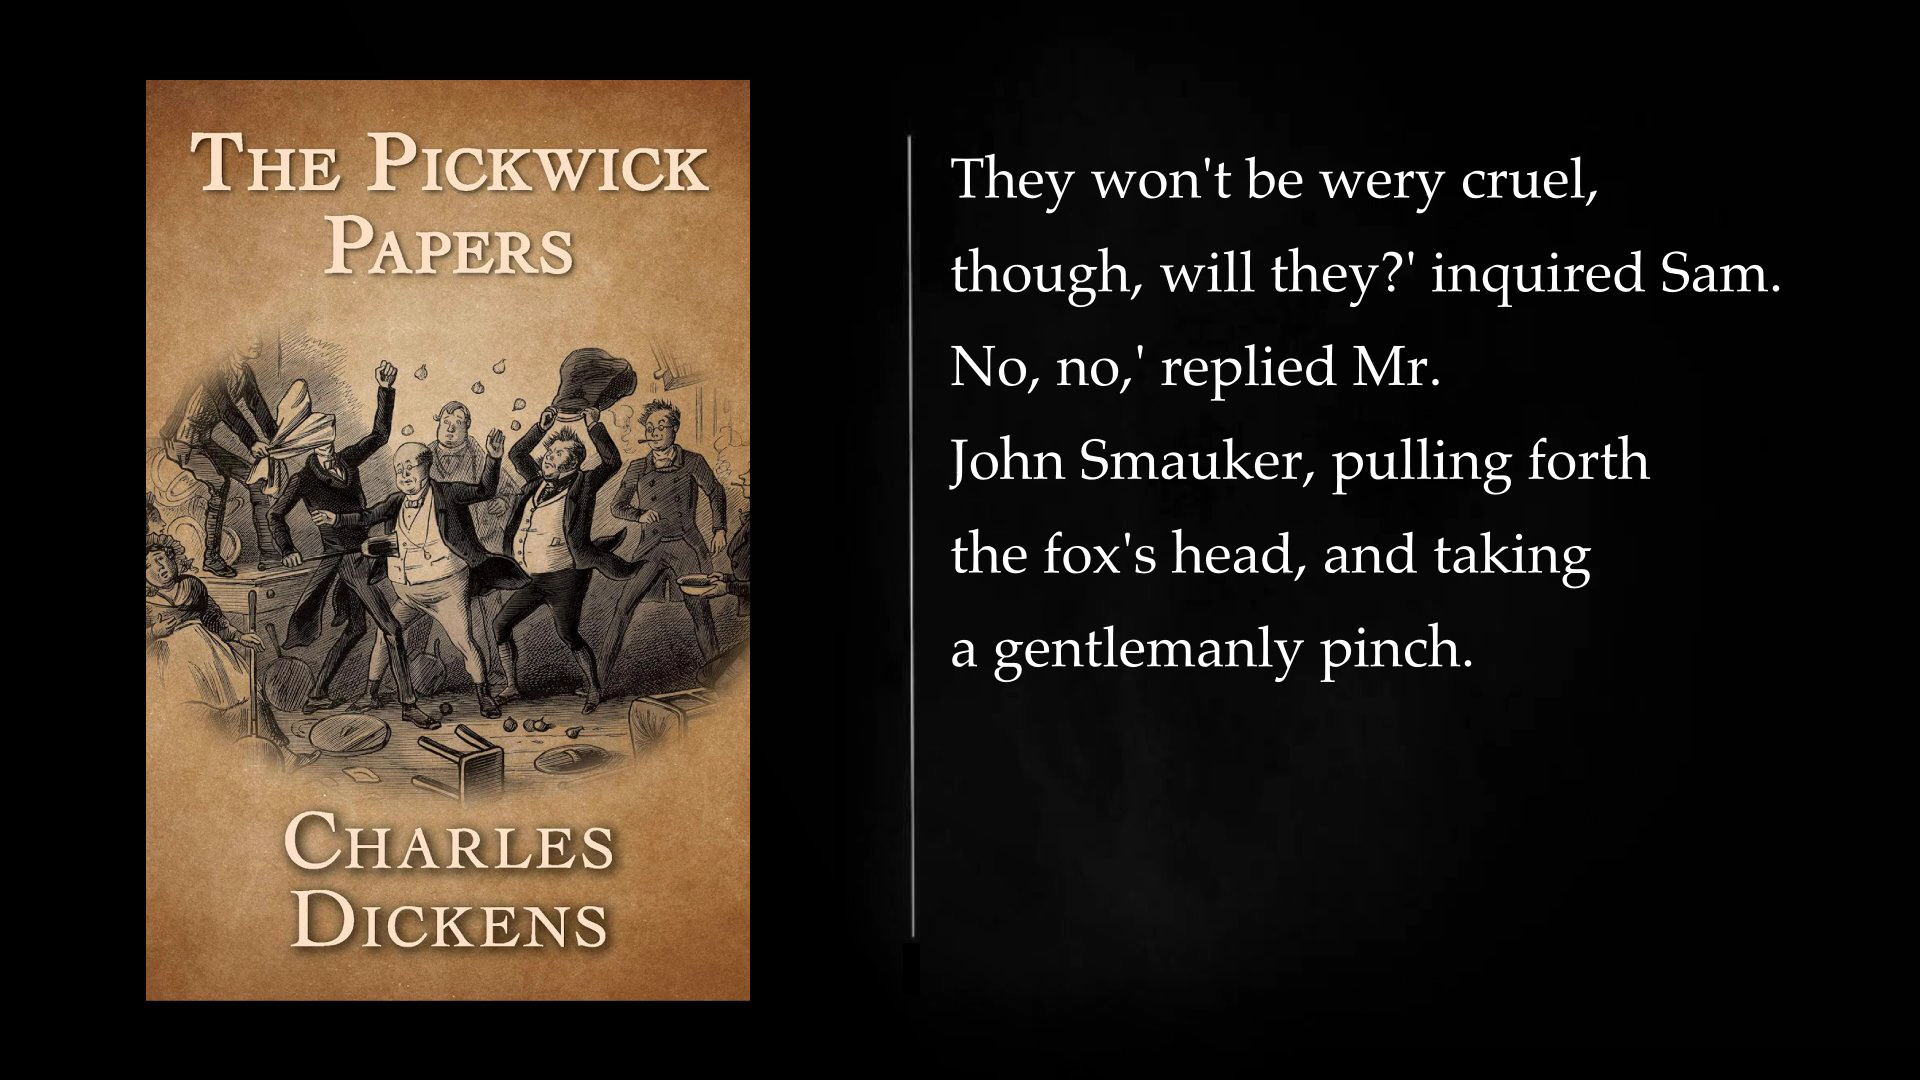 THE PICKWICK
PAPERS
CHARLES
DICKENS
They won't be wery cruel,
though, will they?' inquired Sam.
No, no,' replied Mr.
John Smauker, pulling forth
the fox's head, and taking
a gentlemanly pinch.